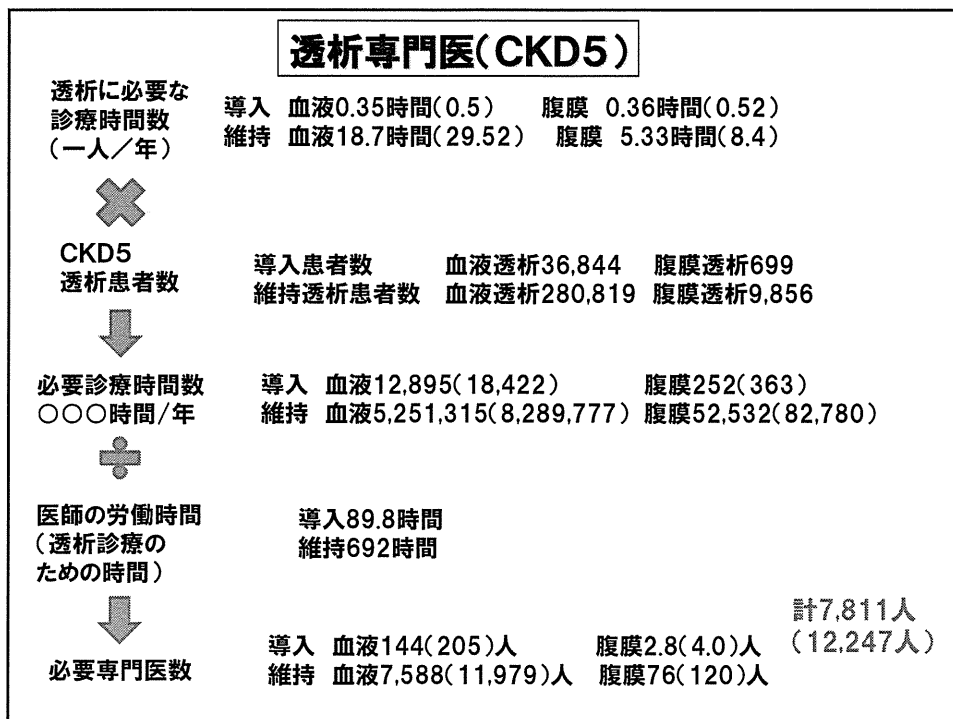 透析専門医(CKD5)
透析に必要な
診療時間数
(一人/年)
導入 血液0.35時間(0.5) 腹膜 0.36時間(0.52)
維持 血液18.7時間(29.52) 腹膜 5.33時間(8.4)
CKD5
透析患者数
導入患者数 血液透析36,844 腹膜透析699
維持透析患者数 血液透析280,819 腹膜透析9,856
必要診療時間数
○○○時間/年
導入 血液12,895(18,422) 腹膜252(363)
維持 血液5,251,315(8,289,777) 腹膜52,532(82,780)
医師の労働時間
(透析診療の
ための時間)
導入89.8時間
維持692時間
計7,811人
(12,247人)
必要専門医数
導入 血液144(205)人 腹膜2.8(4.0)人
維持 血液7,588(11,979)人 腹膜76(120)人